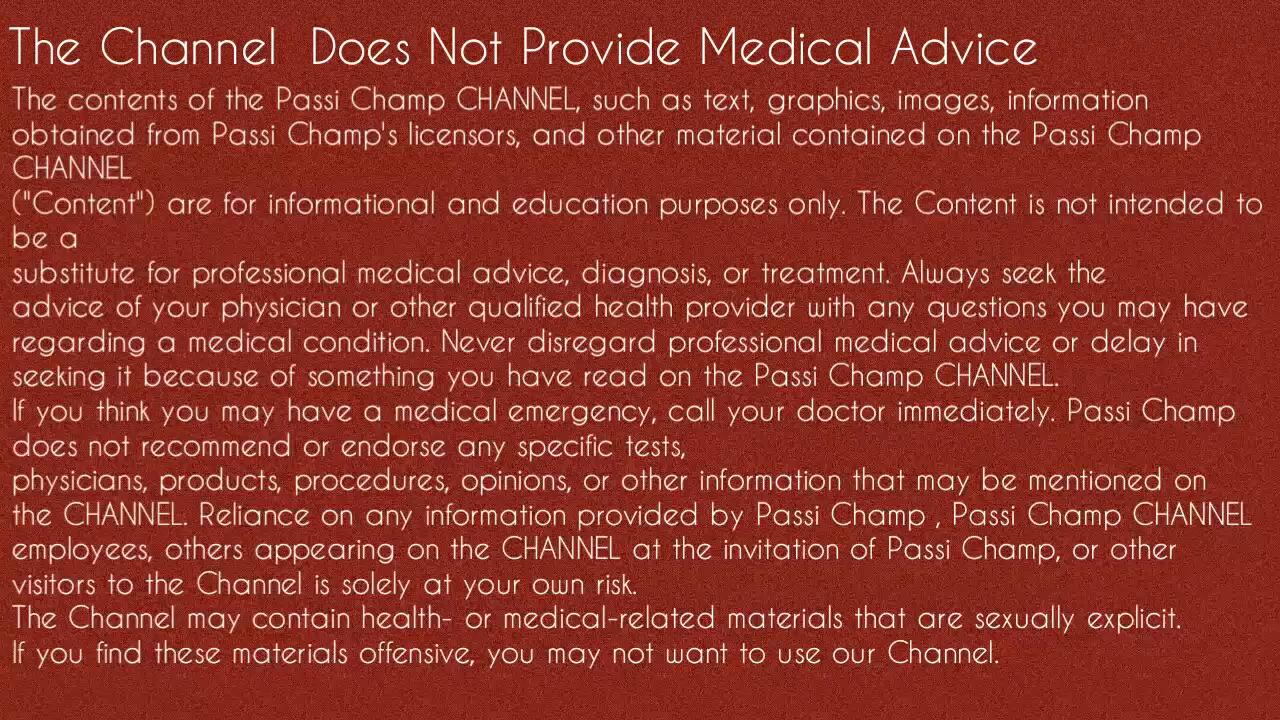 The Channel  Does Not Provide Medical Advice
The contents of the Passi Champ CHANNEL, such as text, graphics, images, information
obtained from Passi Champ's licensors, and other material contained on the Passi Champ
CHANNEL
("Content") are for informational and education purposes only. The Content is not intended to
be a
substitute for professional medical advice, diagnosis, or treatment. Always seek the
advice of your physician or other qualified health provider with any questions you may have
regarding a medical condition. Never disregard professional medical advice or delay in
seeking it because of something you have read on the Passi Champ CHANNEL.
If you think you may have a medical emergency, call your doctor immediately. Passi Champ
does not recommend or endorse any specific tests,
physicians, products, procedures, opinions, or other information that may be mentioned on
the CHANNEL. Reliance on any information provided by Passi Champ , Passi Champ CHANNEL
employees, others appearing on the CHANNEL at the invitation of Passi Champ, or other
visitors to the Channel is solely at your own risk.
The Channel may contain health- or medical-related materials that are sexually explicit.
If you find these materials offensive, you may not want to use our Channel.